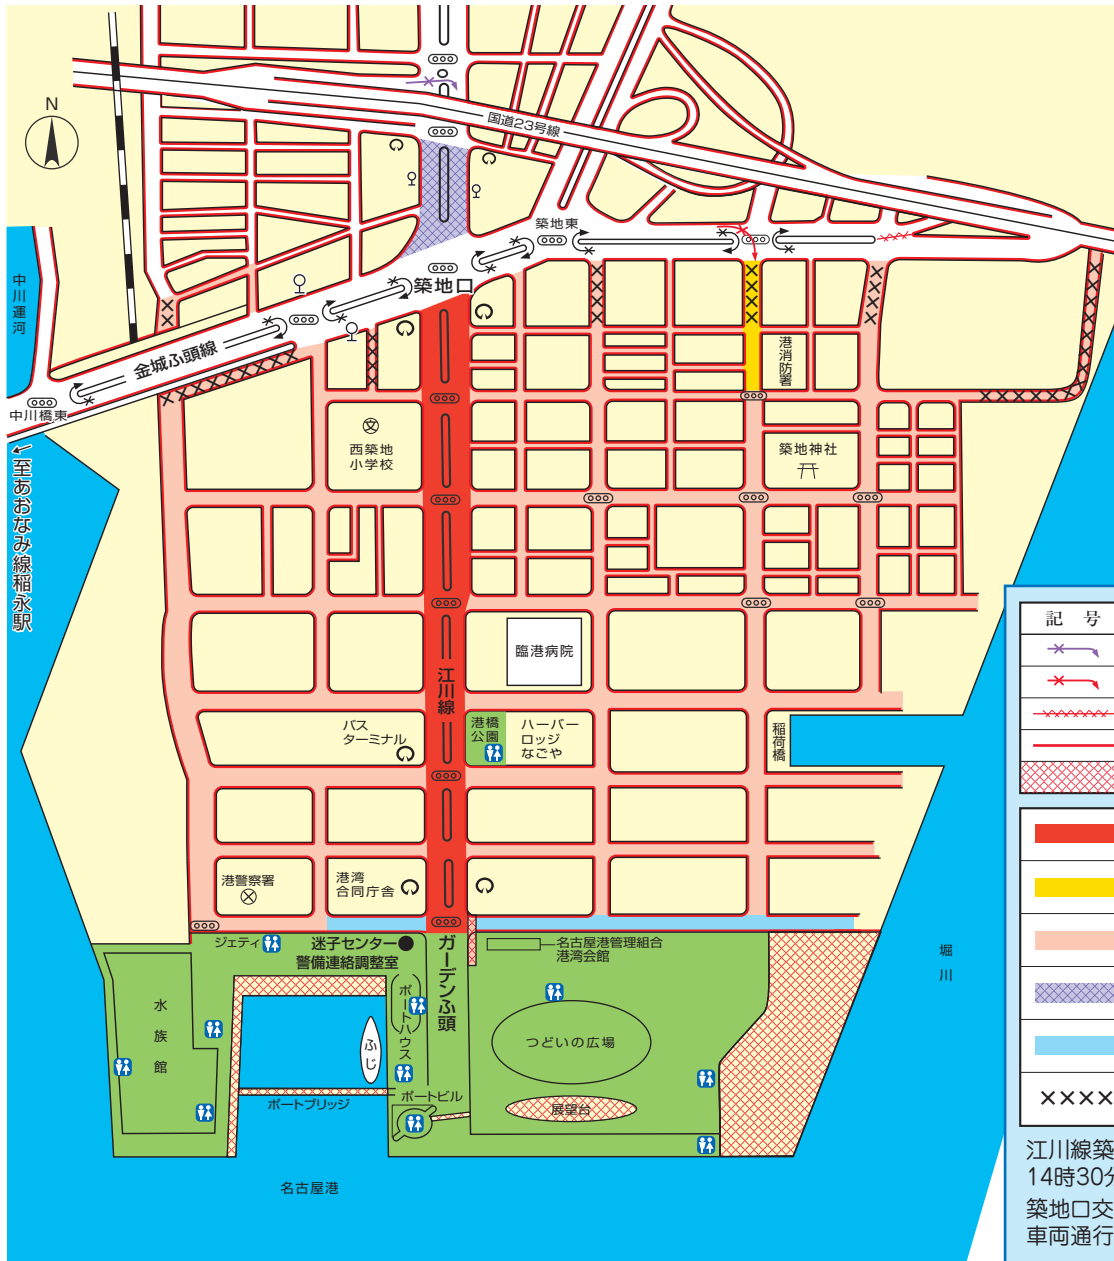 N
国道23号線
築地東
築地口
中川運河
金城ふ頭線
中川橋東
←至あおなみ線稲永駅
港消防署
文
西築地
小学校
築地神社
臨港病院
江川線
バス
ターミナル
港橋
公園
ハーバー
ロッジ
なごや
稲荷橋
港警察署
港湾
合同庁舎
ジェティ
迷子センター●
警備連絡調整室
ガーデンふ頭
名古屋港管理組合
港湾会館
水族館
ポートハウス
ふじ
つどいの広場
ポートブリッジ
ポートビル
展望台
名古屋港
堀川
記号
××××
江川線築
14時30分
築地口交
車両通行